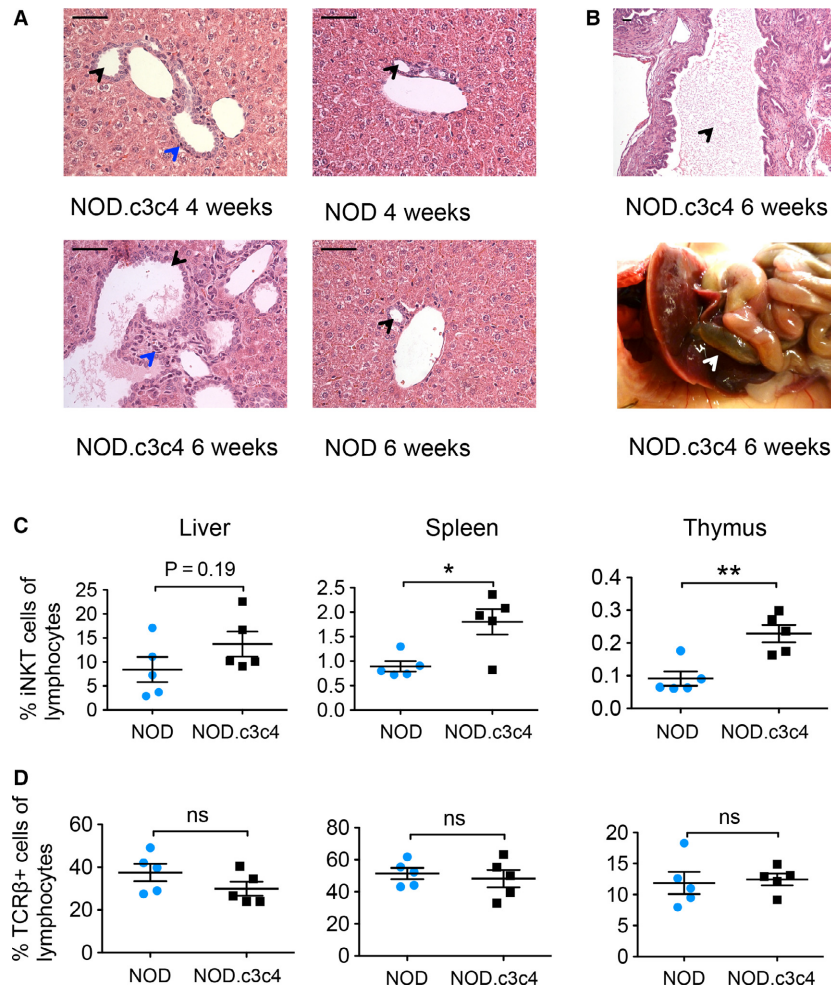 A
B
NOD.c3c4 4 weeks
NOD 4 weeks
NOD.c3c4 6 weeks
NOD.c3c4 6 weeks
NOD 6 weeks
NOD.c3c4 6 weeks
C
Liver
Spleen
Thymus
% iNKT cells of
lymphocytes
P = 0.19
25
20
15
10
5
0
NOD NOD.c3c4
*
2.5
2.0
1.5
1.0
0.5
0.0
NOD NOD.c3c4
**
0.4
0.3
0.2
0.1
0.0
NOD NOD.c3c4
D
% TCRβ+ cells of
lymphocytes
ns
60
40
20
0
NOD NOD.c3c4
ns
80
60
40
20
0
NOD NOD.c3c4
ns
20
15
10
5
0
NOD NOD.c3c4